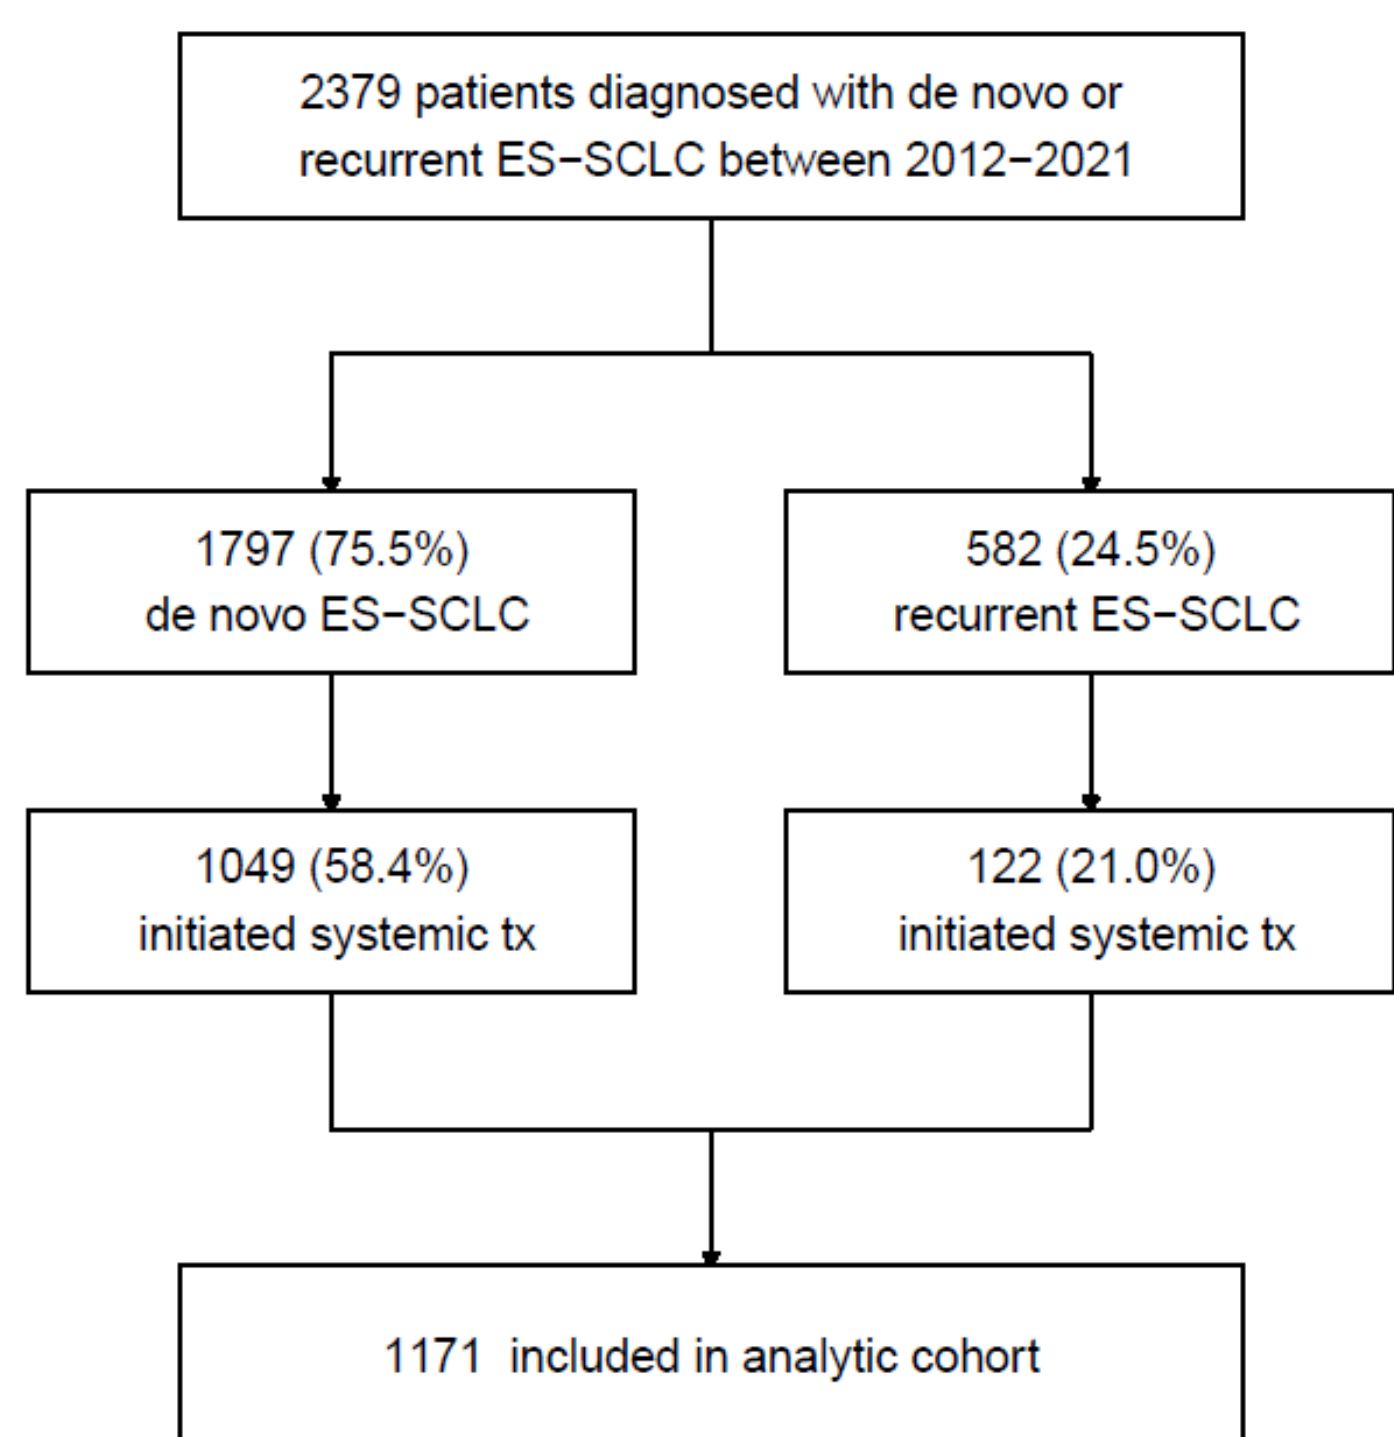 2379 patients diagnosed with de novo or
recurrent ES−SCLC between 2012−2021
1797 (75.5%)
de novo ES−SCLC
582 (24.5%)
recurrent ES−SCLC
1049 (58.4%)
initiated systemic tx
122 (21.0%)
initiated systemic tx
1171 included in analytic cohort